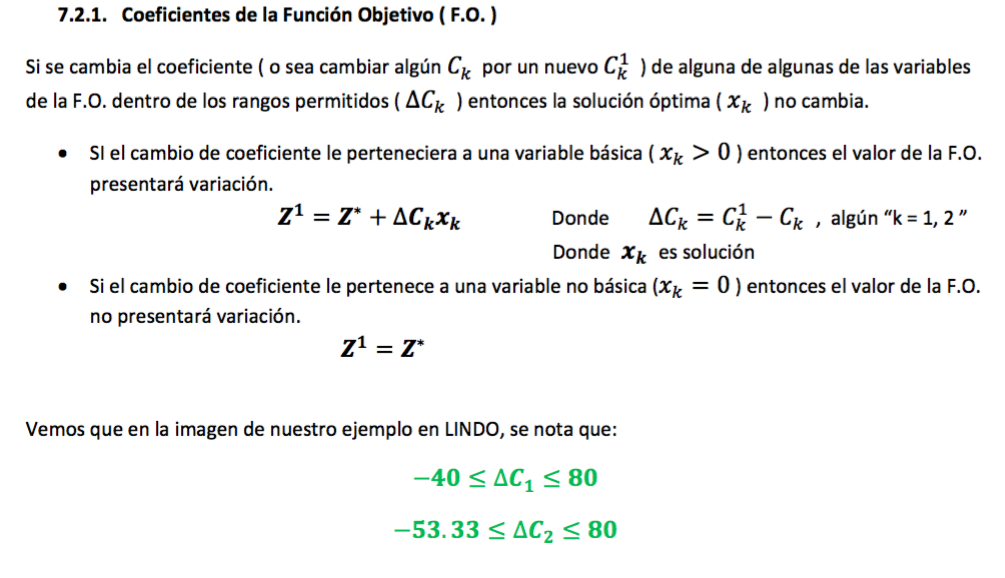 7.2.1. Coeficientes de la Función Objetivo ( F.O. )
Si se cambia el coeficiente ( o sea cambiar algún Cₖ por un nuevo Cₖ¹ ) de alguna de algunas de las variables
de la F.O. dentro de los rangos permitidos ( ΔCₖ ) entonces la solución óptima ( xₖ ) no cambia.
• SI el cambio de coeficiente le perteneciera a una variable básica ( xₖ > 0 ) entonces el valor de la F.O.
presentará variación.
Z¹ = Z* + ΔCₖxₖ Donde ΔCₖ = Cₖ¹ − Cₖ , algún “k = 1, 2 ”
Donde xₖ es solución
• Si el cambio de coeficiente le pertenece a una variable no básica (xₖ = 0 ) entonces el valor de la F.O.
no presentará variación.
Z¹ = Z*
Vemos que en la imagen de nuestro ejemplo en LINDO, se nota que:
−40 ≤ ΔC₁ ≤ 80
−53.33 ≤ ΔC₂ ≤ 80